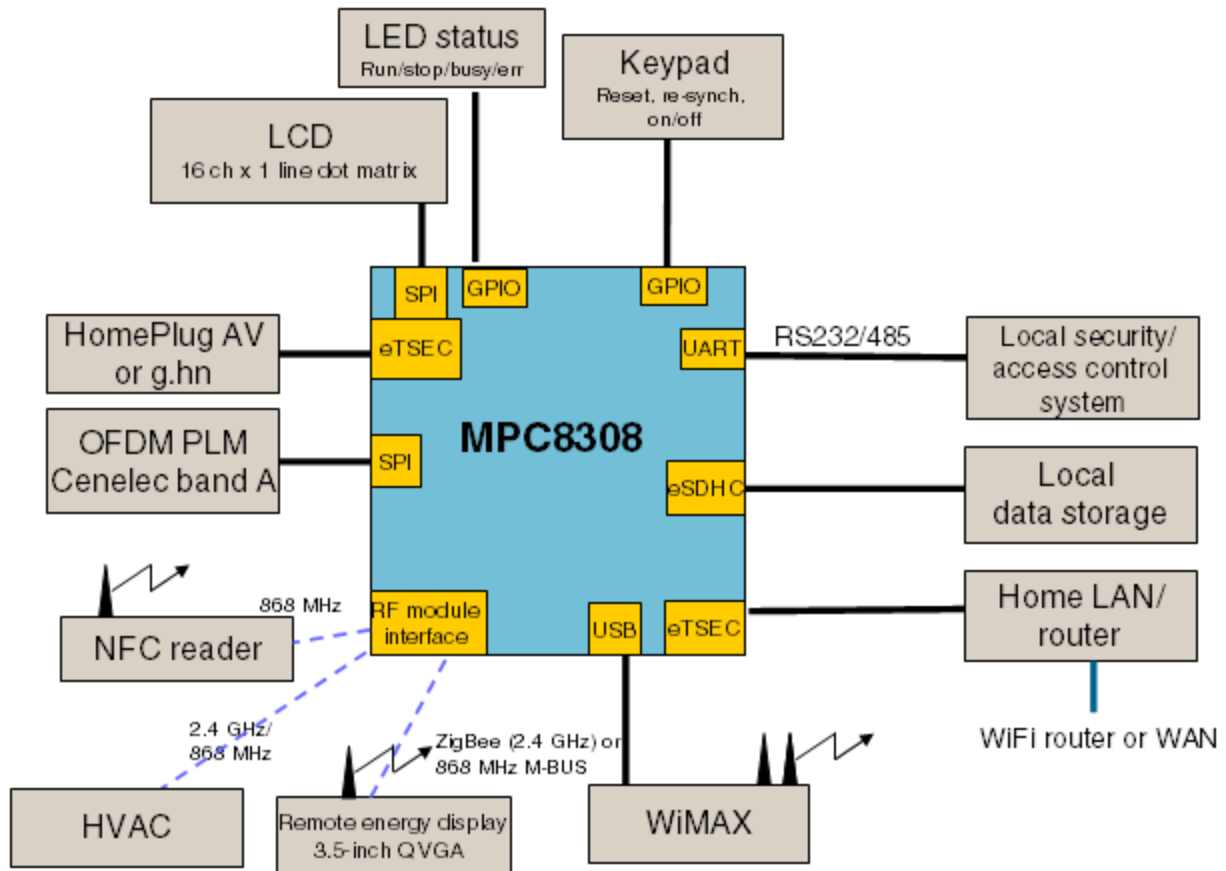 LED status
Run/stop/busy/err
Keypad
Reset, re-synch,
on/off
LCD
16 ch x 1 line dot matrix
SPI
GPIO
GPIO
HomePlug AV
or g.hn
eTSEC
UART
RS232/485
Local security/
access control
system
OFDM PLM
Cenelec band A
SPI
MPC8308
eSDHC
Local
data storage
NFC reader
868 MHz
RF module
interface
USB
eTSEC
Home LAN/
router
WiFi router or WAN
2.4 GHz/
868 MHz
HVAC
ZigBee (2.4 GHz) or
868 MHz M-BUS
Remote energy display
3.5-inch QVGA
WiMAX